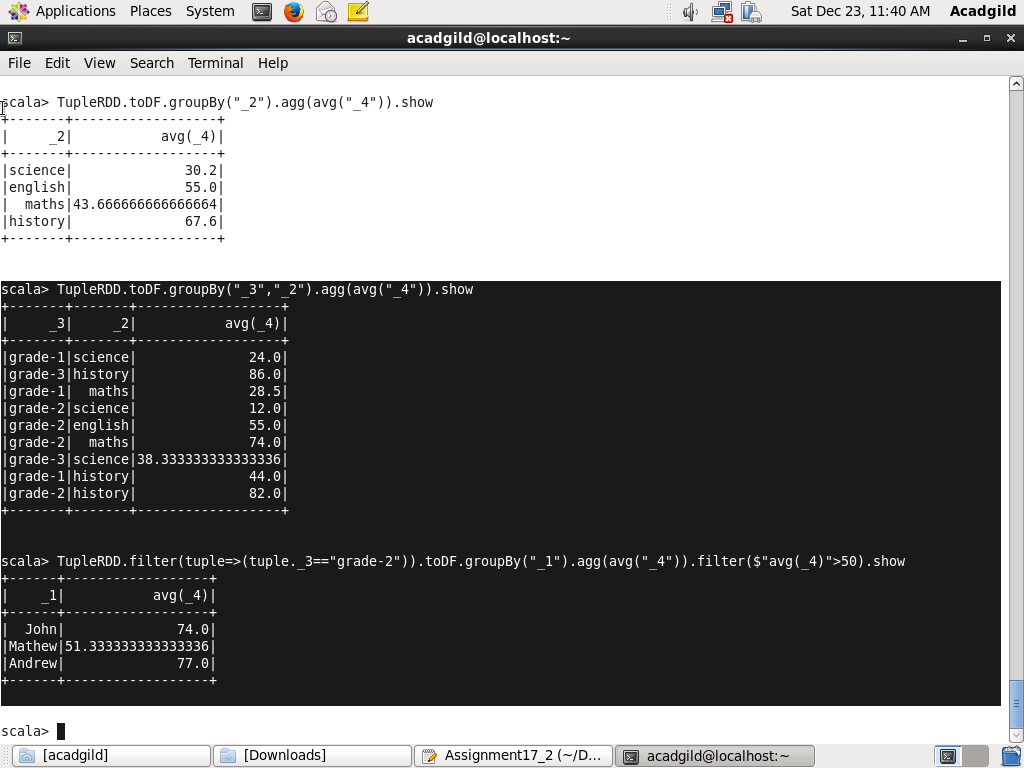 Applications Places System Sat Dec 23, 11:40 AM Acadgild
acadgild@localhost:~
File Edit View Search Terminal Help
scala> TupleRDD.toDF.groupBy("_2").agg(avg("_4")).show
+-------+------------------+
|     _2|           avg(_4)|
+-------+------------------+
|science|              30.2|
|english|              55.0|
|  maths|43.666666666666664|
|history|              67.6|
+-------+------------------+
scala> TupleRDD.toDF.groupBy("_3","_2").agg(avg("_4")).show
+-------+-------+------------------+
|     _3|     _2|           avg(_4)|
+-------+-------+------------------+
|grade-1|science|              24.0|
|grade-3|history|              86.0|
|grade-1|  maths|              28.5|
|grade-2|science|              12.0|
|grade-2|english|              55.0|
|grade-2|  maths|              74.0|
|grade-3|science|38.333333333333336|
|grade-1|history|              44.0|
|grade-2|history|              82.0|
+-------+-------+------------------+
scala> TupleRDD.filter(tuple=>(tuple._3=="grade-2")).toDF.groupBy("_1").agg(avg("_4")).filter($"avg(_4)">50).show
+------+------------------+
|    _1|           avg(_4)|
+------+------------------+
|  John|              74.0|
|Mathew|51.333333333333336|
|Andrew|              77.0|
+------+------------------+
scala>
[acadgild] [Downloads] Assignment17_2 (~/D... acadgild@localhost:~